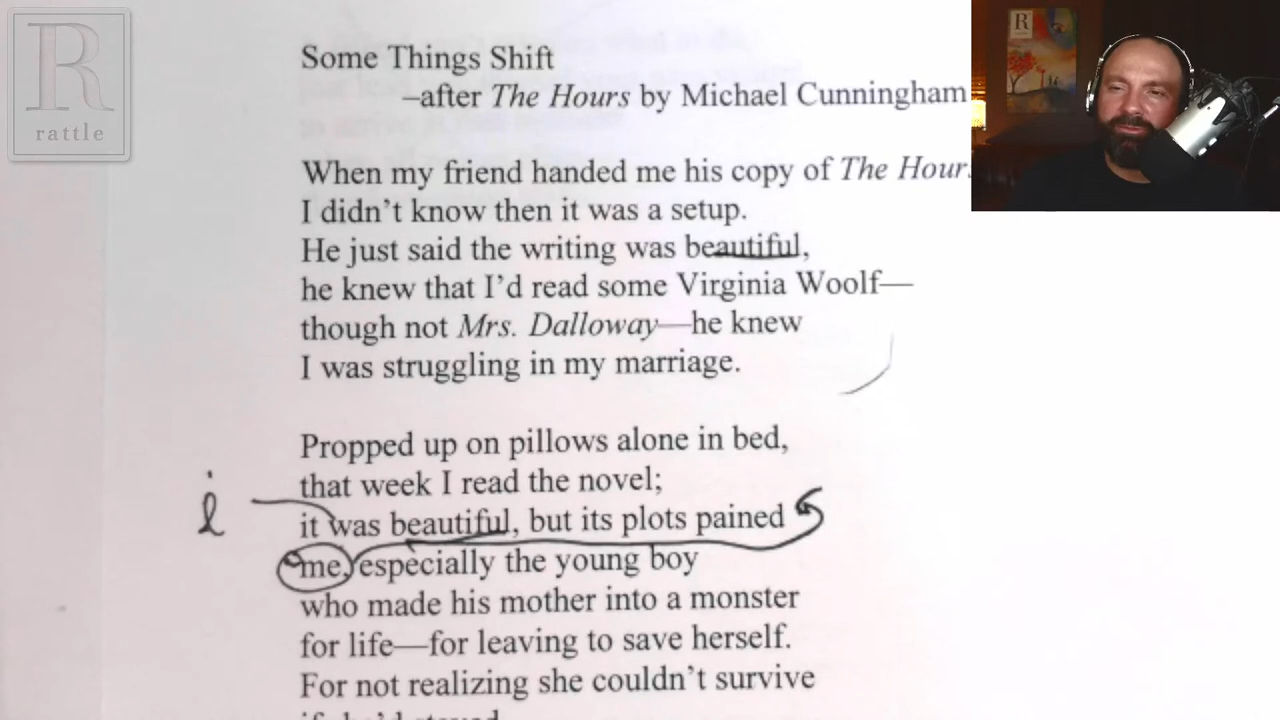 R
rattle
R
Some Things Shift
–after The Hours by Michael Cunningham
When my friend handed me his copy of The Hour
I didn't know then it was a setup.
He just said the writing was beautiful,
he knew that I'd read some Virginia Woolf—
though not Mrs. Dalloway—he knew
I was struggling in my marriage.
Propped up on pillows alone in bed,
that week I read the novel;
it was beautiful, but its plots pained
me, especially the young boy
who made his mother into a monster
for life—for leaving to save herself.
For not realizing she couldn't survive